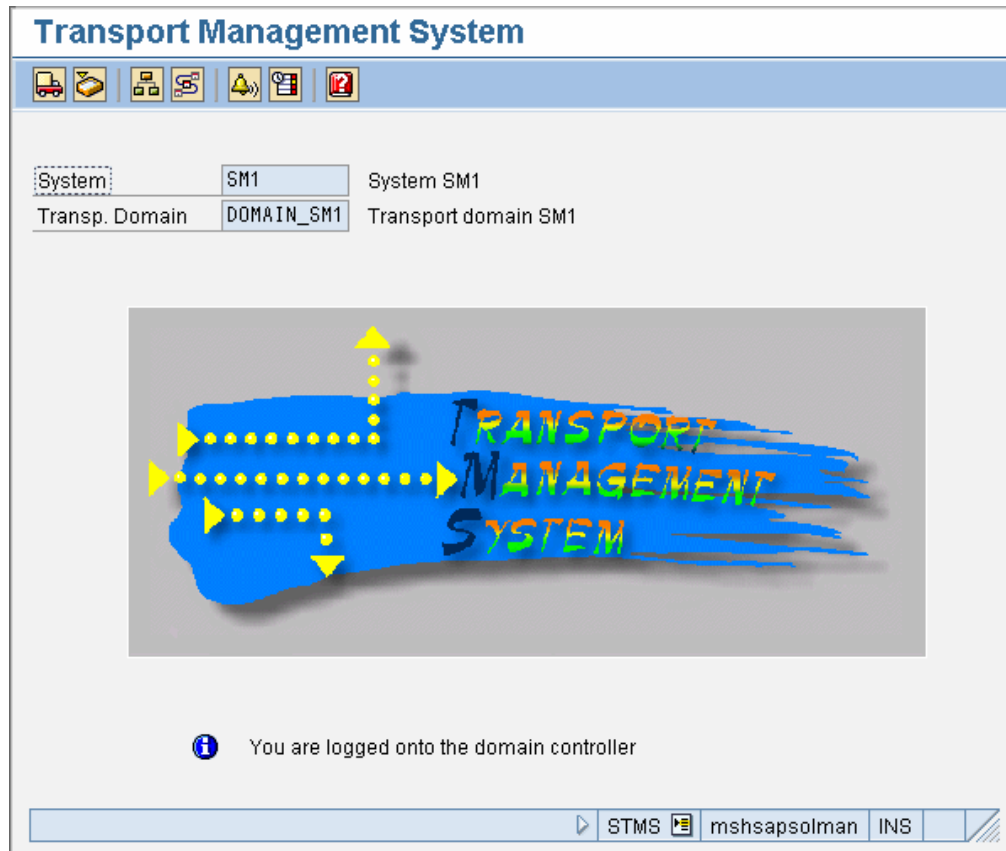 Transport Management System
System SM1 System SM1
Transp. Domain DOMAIN_SM1 Transport domain SM1
TRANSPORT
MANAGEMENT
SYSTEM
You are logged onto the domain controller
STMS mshsapsolman INS